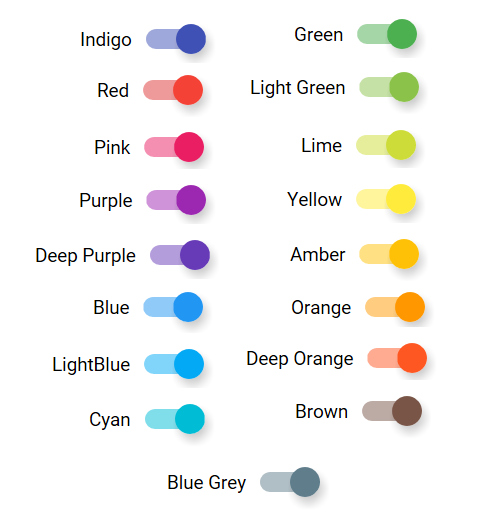 Indigo
Red
Pink
Purple
Deep Purple
Blue
LightBlue
Cyan
Green
Light Green
Lime
Yellow
Amber
Orange
Deep Orange
Brown
Blue Grey